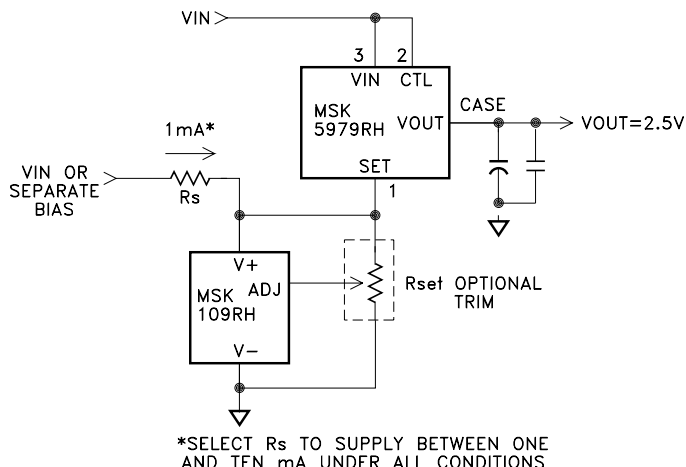 VIN
3 2
VIN CTL
MSK
5979RH
VOUT
CASE
VOUT=2.5V
SET
1
1mA*
VIN OR
SEPARATE
BIAS
Rs
V+
MSK
109RH
ADJ
V-
Rset OPTIONAL
TRIM
*SELECT Rs TO SUPPLY BETWEEN ONE
AND TEN mA UNDER ALL CONDITIONS